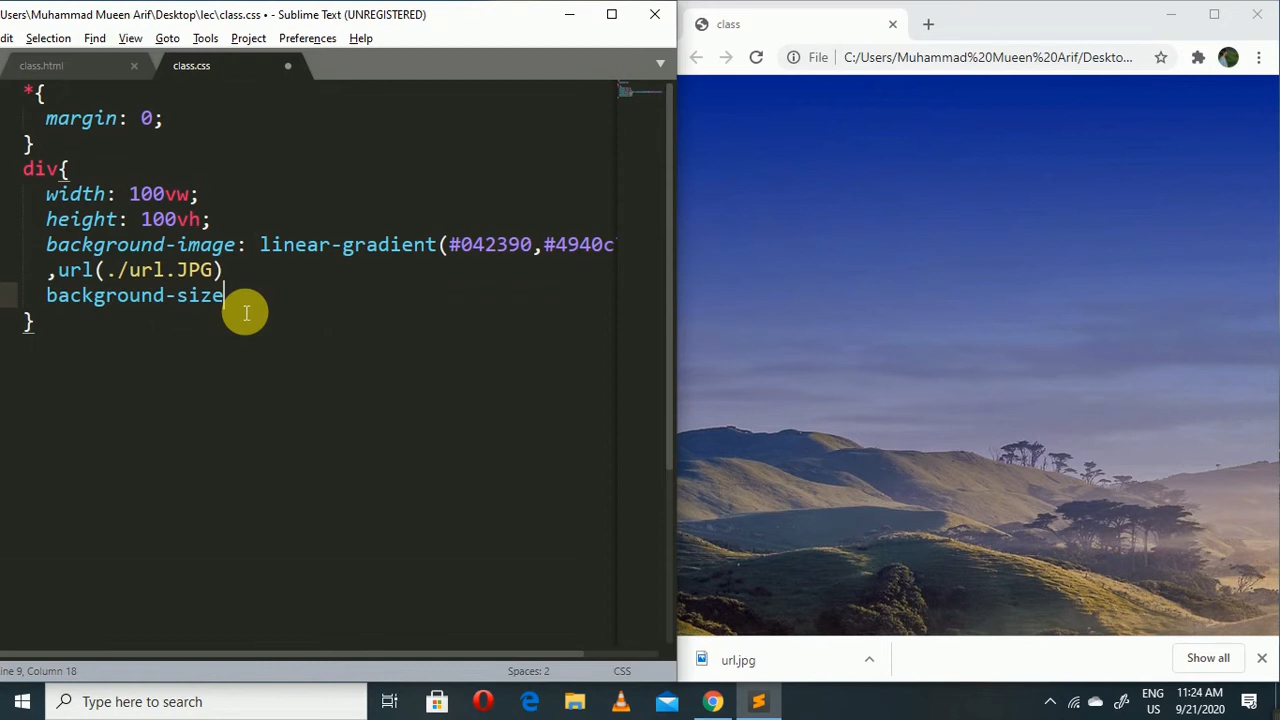 Users\Muhammad Mueen Arif\Desktop\lec\class.css • - Sublime Text (UNREGISTERED)
dit Selection Find View Goto Tools Project Preferences Help
class.html
class.css
*{
margin: 0;
}
div{
width: 100vw;
height: 100vh;
background-image: linear-gradient(#042390,#4940c
,url(./url.JPG)
background-size
}
ine 9, Column 18
Spaces: 2
CSS
class
File
C:/Users/Muhammad%20Mueen%20Arif/Deskto...
url.jpg
Show all
Type here to search
ENG
US
11:24 AM
9/21/2020